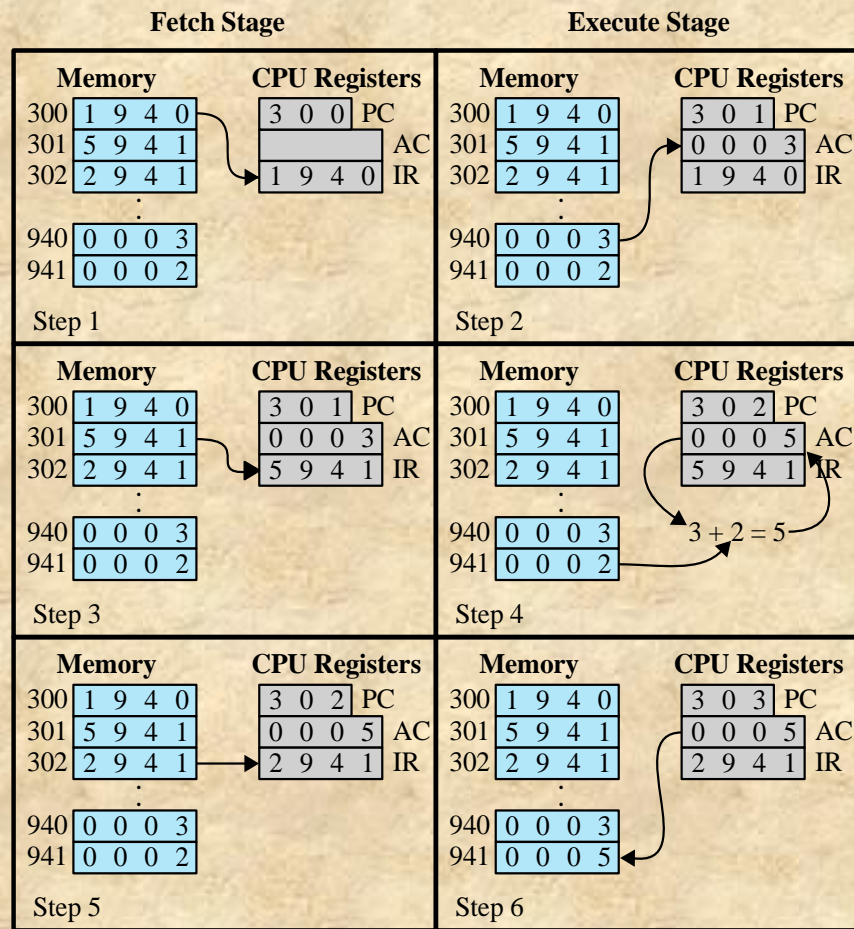 Fetch Stage Execute Stage
Memory CPU Registers
300 1 9 4 0 3 0 0 PC
301 5 9 4 1 AC
302 2 9 4 1 1 9 4 0 IR
940 0 0 0 3
941 0 0 0 2
Step 1
Memory CPU Registers
300 1 9 4 0 3 0 1 PC
301 5 9 4 1 0 0 0 3 AC
302 2 9 4 1 1 9 4 0 IR
940 0 0 0 3
941 0 0 0 2
Step 2
Memory CPU Registers
300 1 9 4 0 3 0 1 PC
301 5 9 4 1 0 0 0 3 AC
302 2 9 4 1 5 9 4 1 IR
940 0 0 0 3
941 0 0 0 2
Step 3
Memory CPU Registers
300 1 9 4 0 3 0 2 PC
301 5 9 4 1 0 0 0 5 AC
302 2 9 4 1 5 9 4 1 IR
940 0 0 0 3 3 + 2 = 5
941 0 0 0 2
Step 4
Memory CPU Registers
300 1 9 4 0 3 0 2 PC
301 5 9 4 1 0 0 0 5 AC
302 2 9 4 1 2 9 4 1 IR
940 0 0 0 3
941 0 0 0 2
Step 5
Memory CPU Registers
300 1 9 4 0 3 0 3 PC
301 5 9 4 1 0 0 0 5 AC
302 2 9 4 1 2 9 4 1 IR
940 0 0 0 3
941 0 0 0 5
Step 6